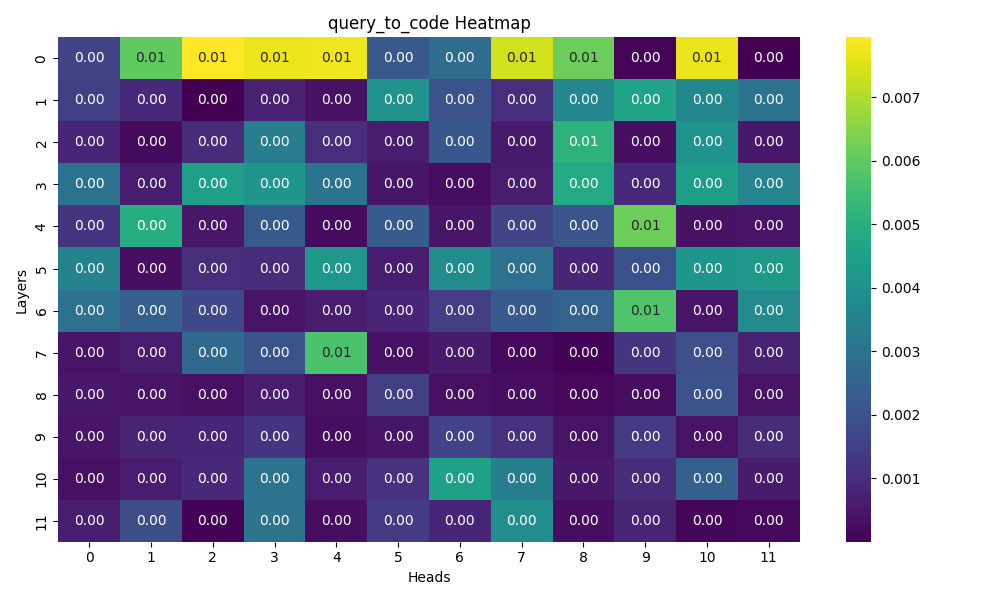 query_to_code Heatmap
0 0.00 0.01 0.01 0.01 0.01 0.00 0.00 0.01 0.01 0.00 0.01 0.00
1 0.00 0.00 0.00 0.00 0.00 0.00 0.00 0.00 0.00 0.00 0.00 0.00
2 0.00 0.00 0.00 0.00 0.00 0.00 0.00 0.00 0.01 0.00 0.00 0.00
3 0.00 0.00 0.00 0.00 0.00 0.00 0.00 0.00 0.00 0.00 0.00 0.00
4 0.00 0.00 0.00 0.00 0.00 0.00 0.00 0.00 0.00 0.01 0.00 0.00
5 0.00 0.00 0.00 0.00 0.00 0.00 0.00 0.00 0.00 0.00 0.00 0.00
6 0.00 0.00 0.00 0.00 0.00 0.00 0.00 0.00 0.00 0.01 0.00 0.00
7 0.00 0.00 0.00 0.00 0.01 0.00 0.00 0.00 0.00 0.00 0.00 0.00
8 0.00 0.00 0.00 0.00 0.00 0.00 0.00 0.00 0.00 0.00 0.00 0.00
9 0.00 0.00 0.00 0.00 0.00 0.00 0.00 0.00 0.00 0.00 0.00 0.00
10 0.00 0.00 0.00 0.00 0.00 0.00 0.00 0.00 0.00 0.00 0.00 0.00
11 0.00 0.00 0.00 0.00 0.00 0.00 0.00 0.00 0.00 0.00 0.00 0.00
0 1 2 3 4 5 6 7 8 9 10 11
Heads
Layers
0.007
0.006
0.005
0.004
0.003
0.002
0.001